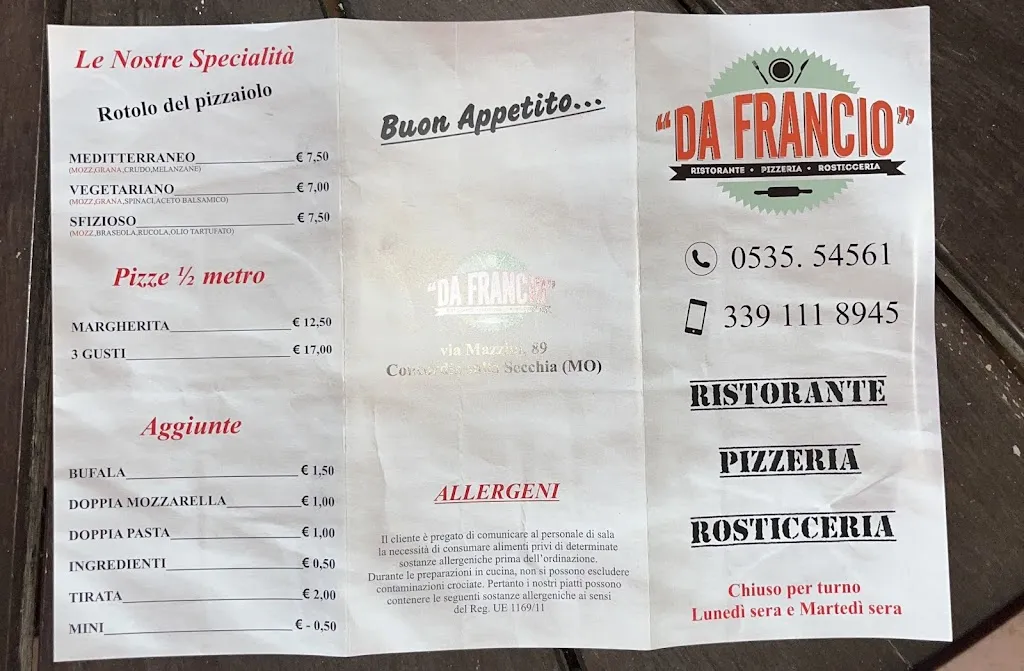 Le Nostre Specialità
Rotolo del pizzaiolo
MEDITTERRANEO € 7,50
(MOZZ,GRANA,CRUDO,MELANZANE)
VEGETARIANO € 7,00
(MOZZ,GRANA,SPINACI,ACETO BALSAMICO)
SFIZIOSO € 7,50
(MOZZ,BRASEOLA,RUCOLA,OLIO TARTUFATO)
Pizze ½ metro
MARGHERITA € 12,50
3 GUSTI € 17,00
Aggiunte
BUFALA € 1,50
DOPPIA MOZZARELLA € 1,00
DOPPIA PASTA € 1,00
INGREDIENTI € 0,50
TIRATA € 2,00
MINI € - 0,50
Buon Appetito...
"DA FRANCIO"
via Mazzini, 89
Concordia sulla Secchia (MO)
ALLERGENI
Il cliente è pregato di comunicare al personale di sala
la necessità di consumare alimenti privi di determinate
sostanze allergeniche prima dell'ordinazione.
Durante le preparazioni in cucina, non si possono escludere
contaminazioni crociate. Pertanto i nostri piatti possono
contenere le seguenti sostanze allergeniche ai sensi
del Reg. UE 1169/11
"DA FRANCIO"
RISTORANTE • PIZZERIA • ROSTICCERIA
0535. 54561
339 111 8945
RISTORANTE
PIZZERIA
ROSTICCERIA
Chiuso per turno
Lunedì sera e Martedì sera